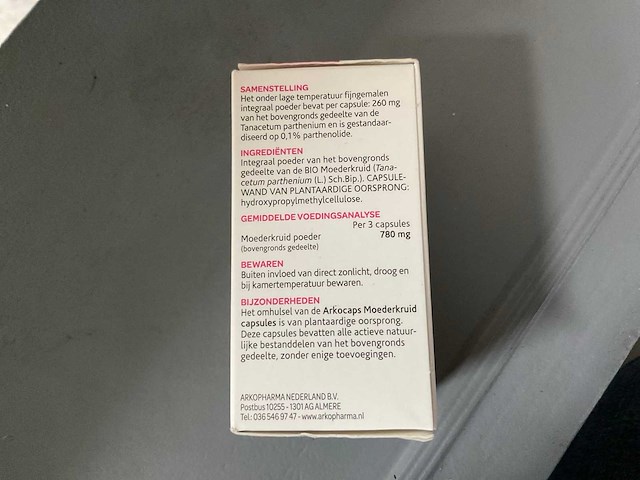 SAMENSTELLING
Het onder lage temperatuur fijngemalen
integraal poeder bevat per capsule: 260 mg
van het bovengronds gedeelte van de
Tanacetum parthenium en is gestandaar-
diseerd op 0,1% parthenolide.
INGREDIËNTEN
Integraal poeder van het bovengronds
gedeelte van de BIO Moederkruid (Tana-
cetum parthenium (L.) Sch.Bip.). CAPSULE-
WAND VAN PLANTAARDIGE OORSPRONG:
hydroxypropylmethylcellulose.
GEMIDDELDE VOEDINGSANALYSE
Per 3 capsules
Moederkruid poeder 780 mg
(bovengronds gedeelte)
BEWAREN
Buiten invloed van direct zonlicht, droog en
bij kamertemperatuur bewaren.
BIJZONDERHEDEN
Het omhulsel van de Arkocaps Moederkruid
capsules is van plantaardige oorsprong.
Deze capsules bevatten alle actieve natuur-
lijke bestanddelen van het bovengronds
gedeelte, zonder enige toevoegingen.
ARKOPHARMA NEDERLAND B.V.
Postbus 10255 - 1301 AG ALMERE
Tel.: 036 546 97 47 - www.arkopharma.nl